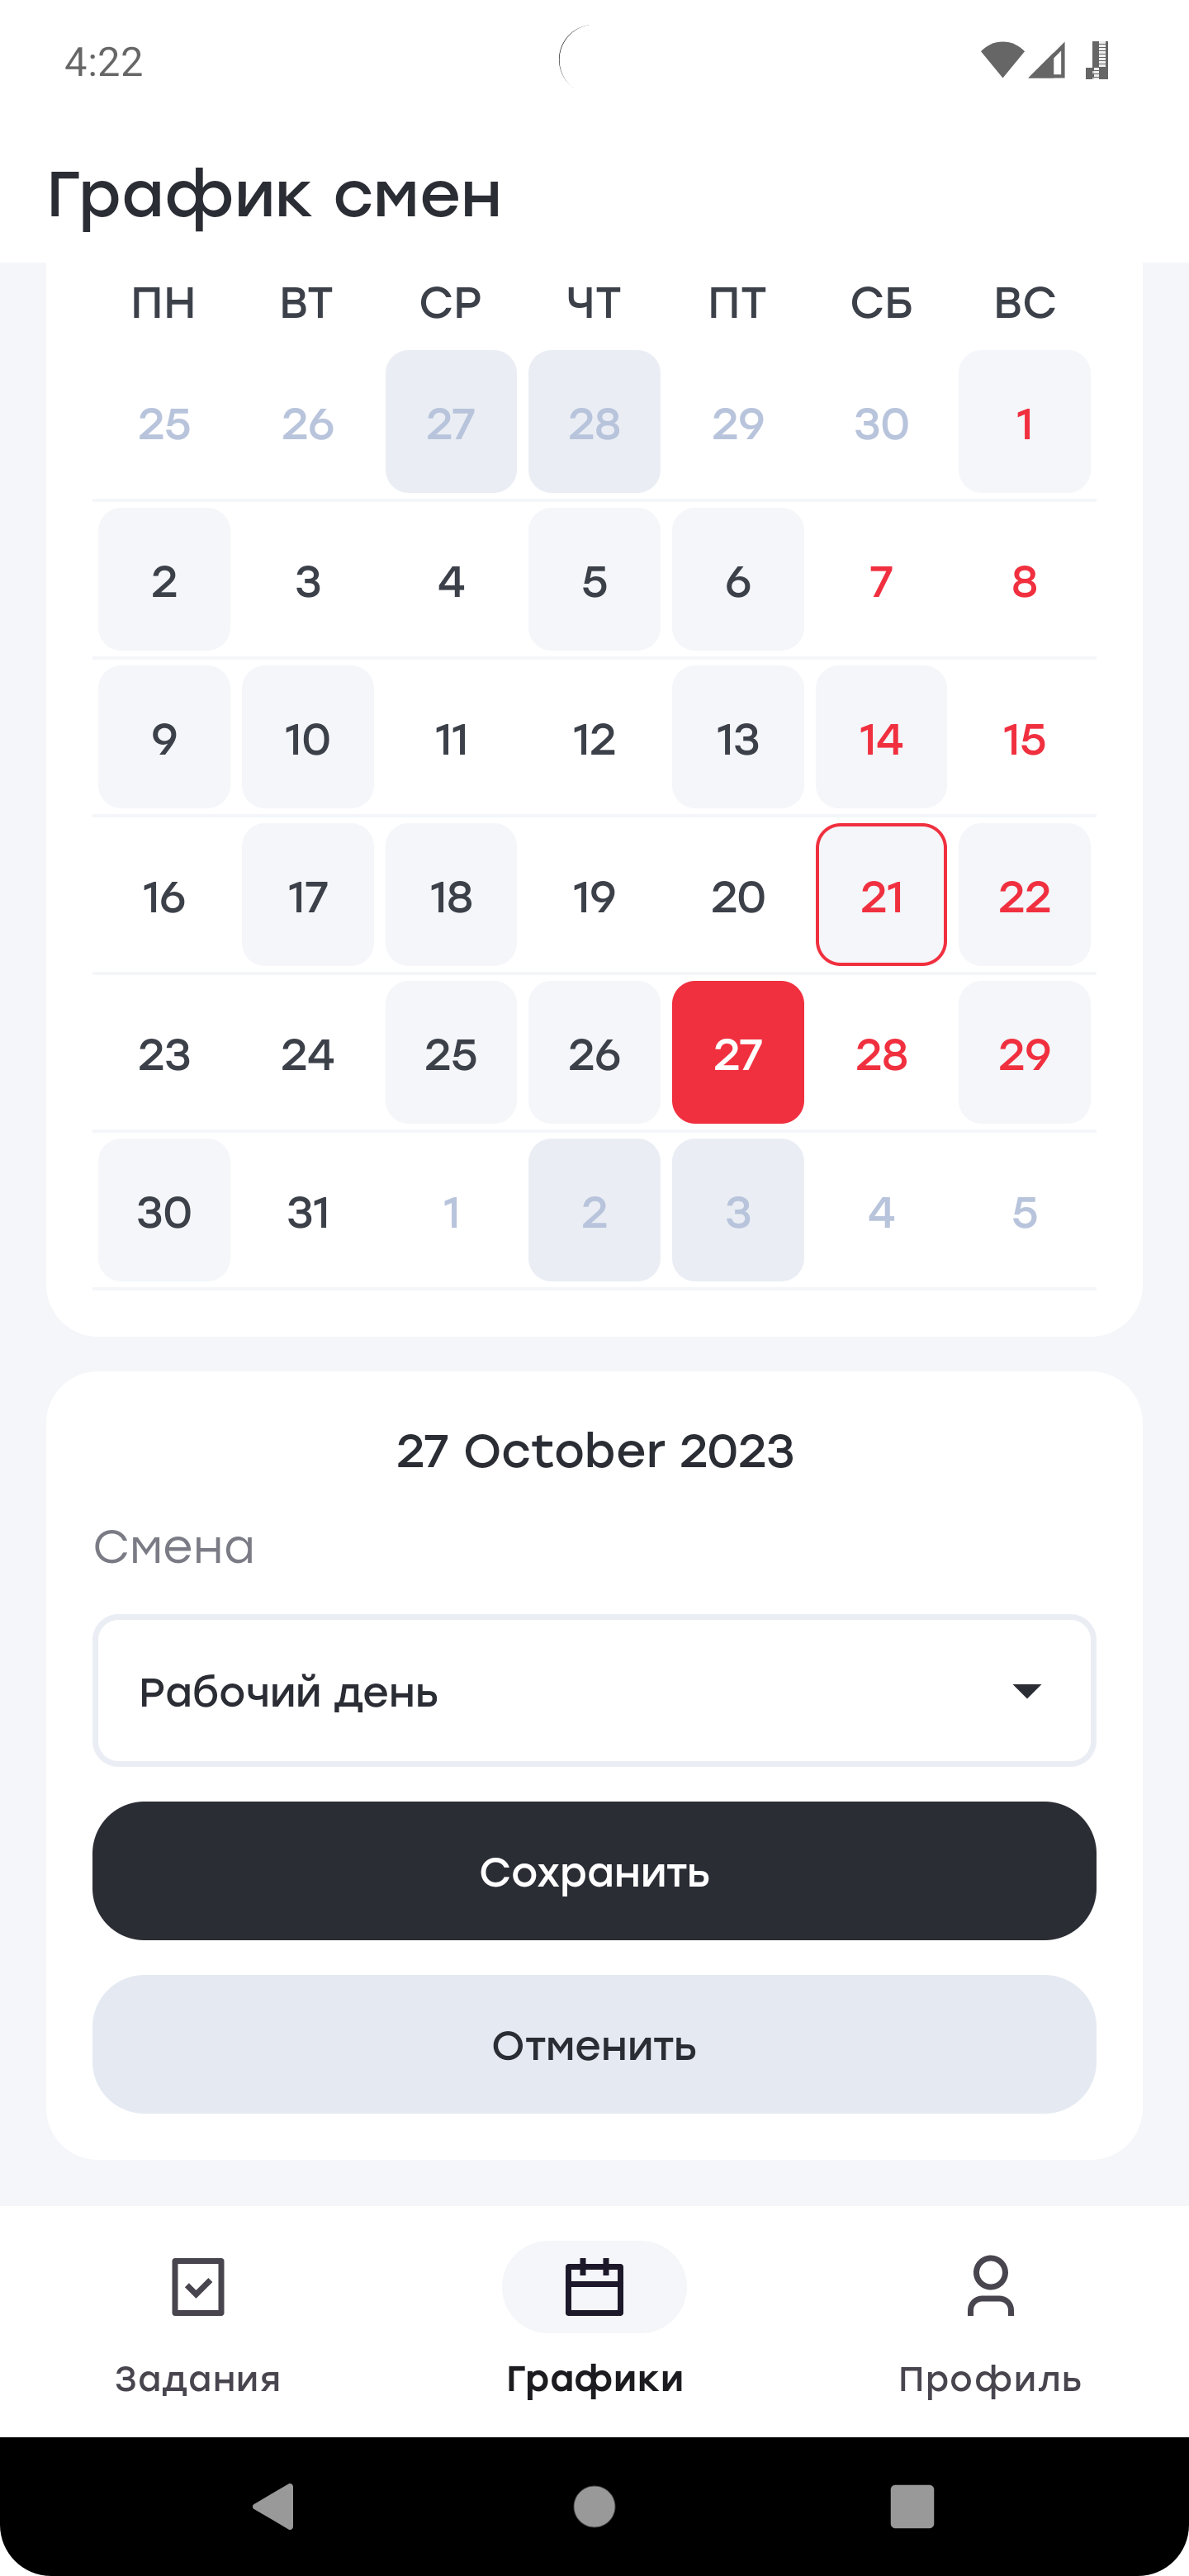 4:22
График смен
ПН ВТ СР ЧТ ПТ СБ ВС
25 26 27 28 29 30 1
2 3 4 5 6 7 8
9 10 11 12 13 14 15
16 17 18 19 20 21 22
23 24 25 26 27 28 29
30 31 1 2 3 4 5
27 October 2023
Смена
Рабочий день
Сохранить
Отменить
Задания Графики Профиль